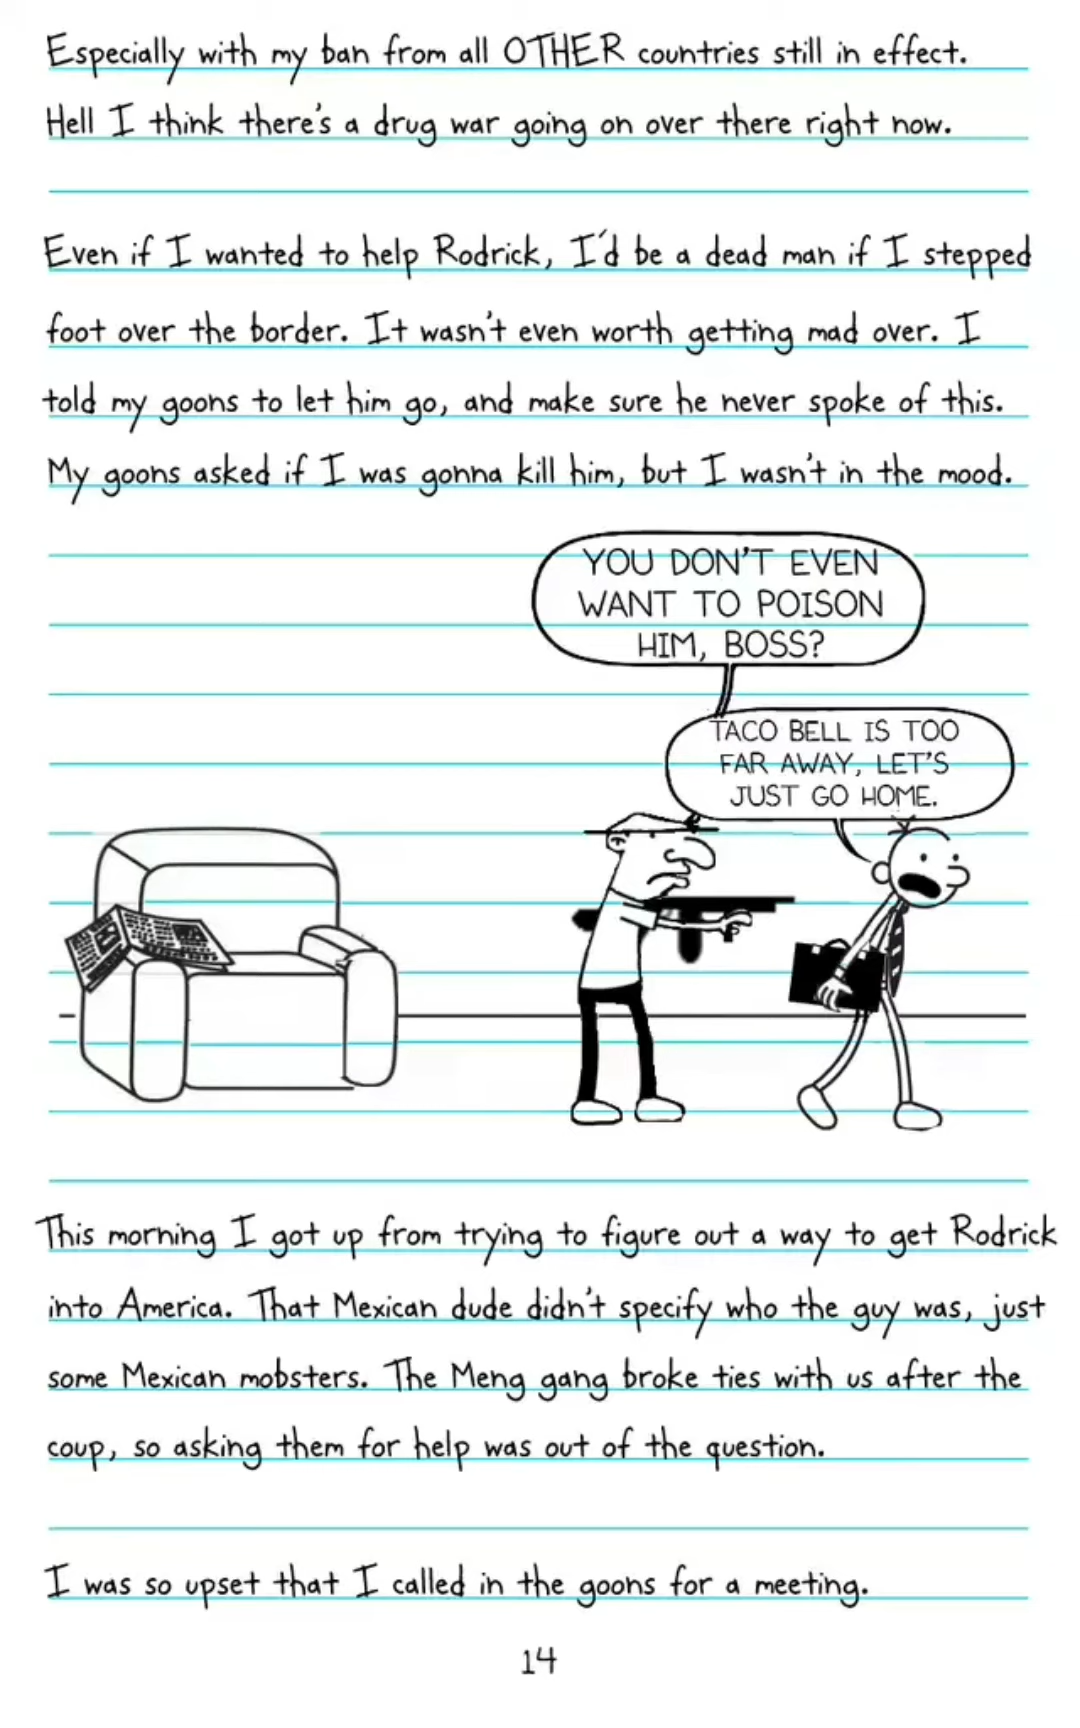 Especially with my ban from all OTHER countries still in effect.
Hell I think there's a drug war going on over there right now.
Even if I wanted to help Rodrick, I'd be a dead man if I stepped
foot over the border. It wasn't even worth getting mad over. I
told my goons to let him go, and make sure he never spoke of this.
My goons asked if I was gonna kill him, but I wasn't in the mood.
YOU DON'T EVEN
WANT TO POISON
HIM, BOSS?
TACO BELL IS TOO
FAR AWAY, LET'S
JUST GO HOME.
This morning I got up from trying to figure out a way to get Rodrick
into America. That Mexican dude didn't specify who the guy was, just
some Mexican mobsters. The Meng gang broke ties with us after the
coup, so asking them for help was out of the question.
I was so upset that I called in the goons for a meeting.
14